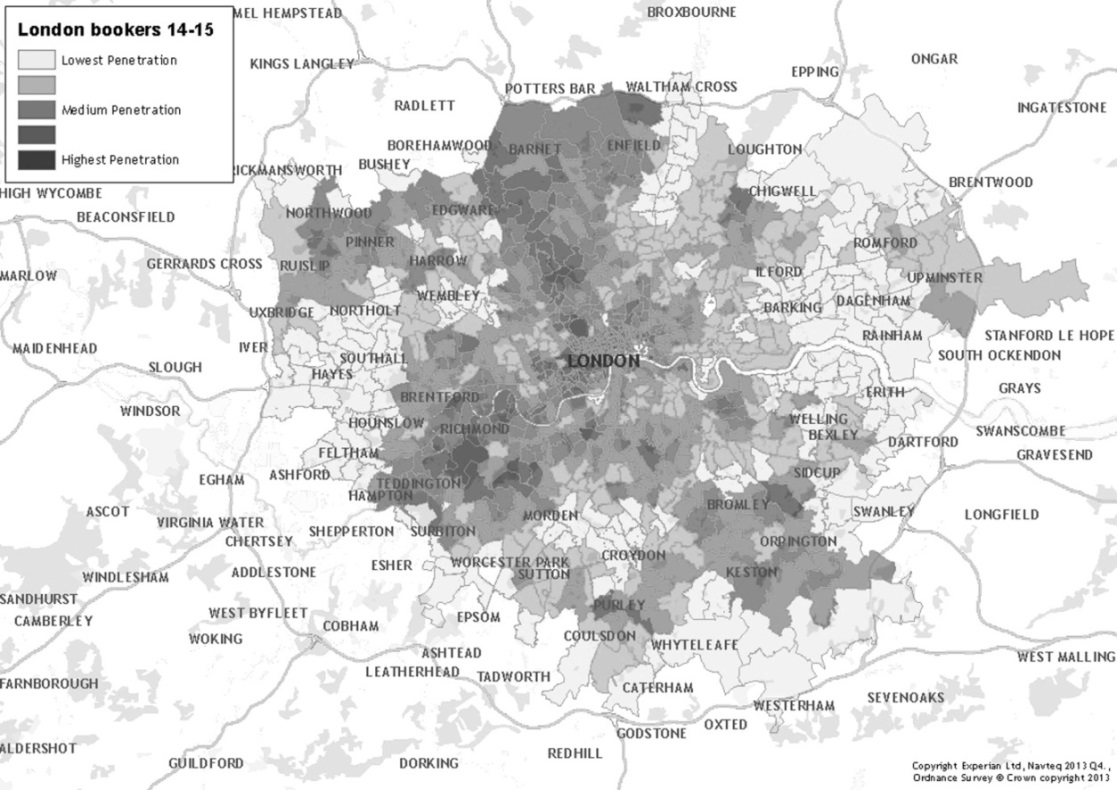 London bookers 14-15
Lowest Penetration
Medium Penetration
Highest Penetration
MEL HEMPSTEAD
BROXBOURNE
KINGS LANGLEY
ONGAR
EPPING
POTTERS BAR
WALTHAM CROSS
RADLETT
INGATESTONE
BOREHAMWOOD
BARNET
ENFIELD
LOUGHTON
BUSHEY
RICKMANSWORTH
HIGH WYCOMBE
CHIGWELL
BRENTWOOD
BEACONSFIELD
NORTHWOOD
EDGWARE
PINNER
ROMFORD
GERRARDS CROSS
RUISLIP
HARROW
ILFORD
UPMINSTER
MARLOW
WEMBLEY
BARKING
DAGENHAM
UXBRIDGE
NORTHOLT
RAINHAM
STANFORD LE HOPE
MAIDENHEAD
IVER
SOUTHALL
LONDON
SOUTH OCKENDON
SLOUGH
HAYES
ERITH
GRAYS
WINDSOR
BRENTFORD
HOUNSLOW
RICHMOND
WELLING
BEXLEY
DARTFORD
SWANSCOMBE
FELTHAM
GRAVESEND
EGHAM
ASHFORD
TEDDINGTON
SIDCUP
HAMPTON
ASCOT
BROMLEY
SWANLEY
LONGFIELD
VIRGINIA WATER
SHEPPERTON
SURBITON
MORDEN
CHERTSEY
ORPINGTON
WINDLESHAM
ADDLESTONE
ESHER
WORCESTER PARK
CROYDON
SUTTON
KESTON
SANDHURST
CAMBERLEY
WEST BYFLEET
COBHAM
EPSOM
PURLEY
WOKING
COULSDON
WHYTELEAFE
ASHTEAD
LEATHERHEAD
TADWORTH
WEST MALLING
FARNBOROUGH
CATERHAM
WESTERHAM
SEVENOAKS
ALDERSHOT
GODSTONE
OXTED
GUILDFORD
DORKING
REDHILL
Copyright Experian Ltd, Navteq 2013 Q4. ,
Ordnance Survey © Crown copyright 2013